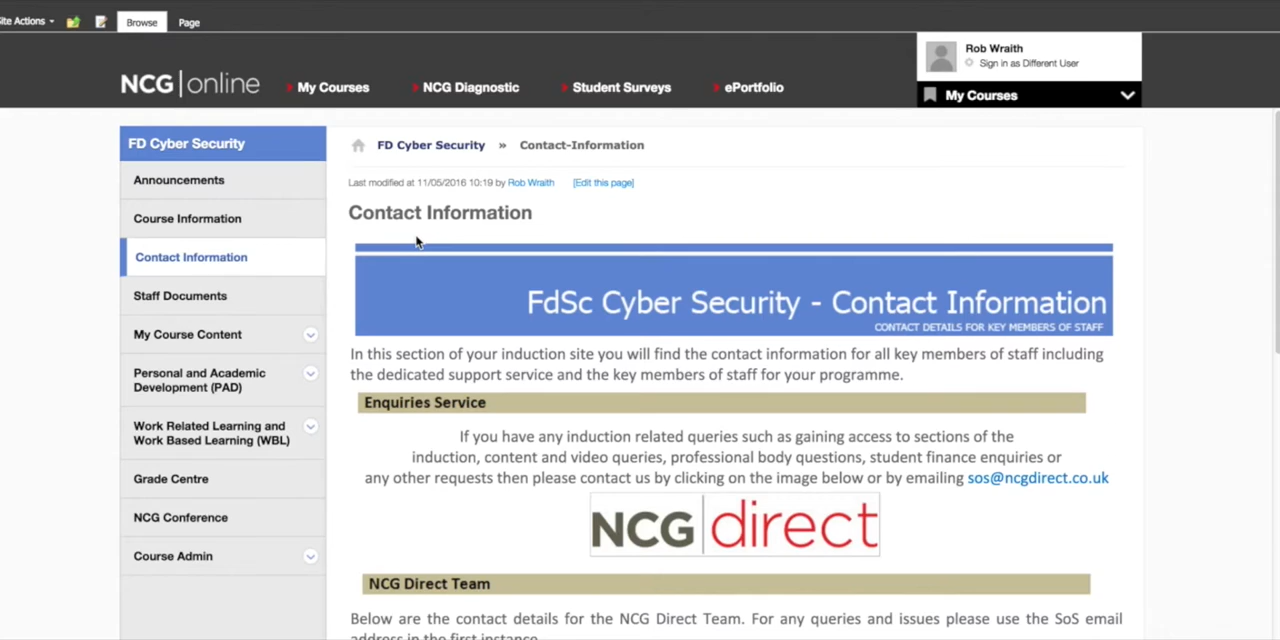 Site Actions
Browse
Page
Rob Wraith
Sign in as Different User
NCG|online
My Courses
NCG Diagnostic
Student Surveys
ePortfolio
My Courses
FD Cyber Security
Announcements
Course Information
Contact Information
Staff Documents
My Course Content
Personal and Academic
Development (PAD)
Work Related Learning and
Work Based Learning (WBL)
Grade Centre
NCG Conference
Course Admin
FD Cyber Security » Contact-Information
Last modified at 11/05/2016 10:19 by Rob Wraith [Edit this page]
Contact Information
FdSc Cyber Security - Contact Information
CONTACT DETAILS FOR KEY MEMBERS OF STAFF
In this section of your induction site you will find the contact information for all key members of staff including
the dedicated support service and the key members of staff for your programme.
Enquiries Service
If you have any induction related queries such as gaining access to sections of the
induction, content and video queries, professional body questions, student finance enquiries or
any other requests then please contact us by clicking on the image below or by emailing sos@ncgdirect.co.uk
NCG|direct
NCG Direct Team
Below are the contact details for the NCG Direct Team. For any queries and issues please use the SoS email
address in the first instance.